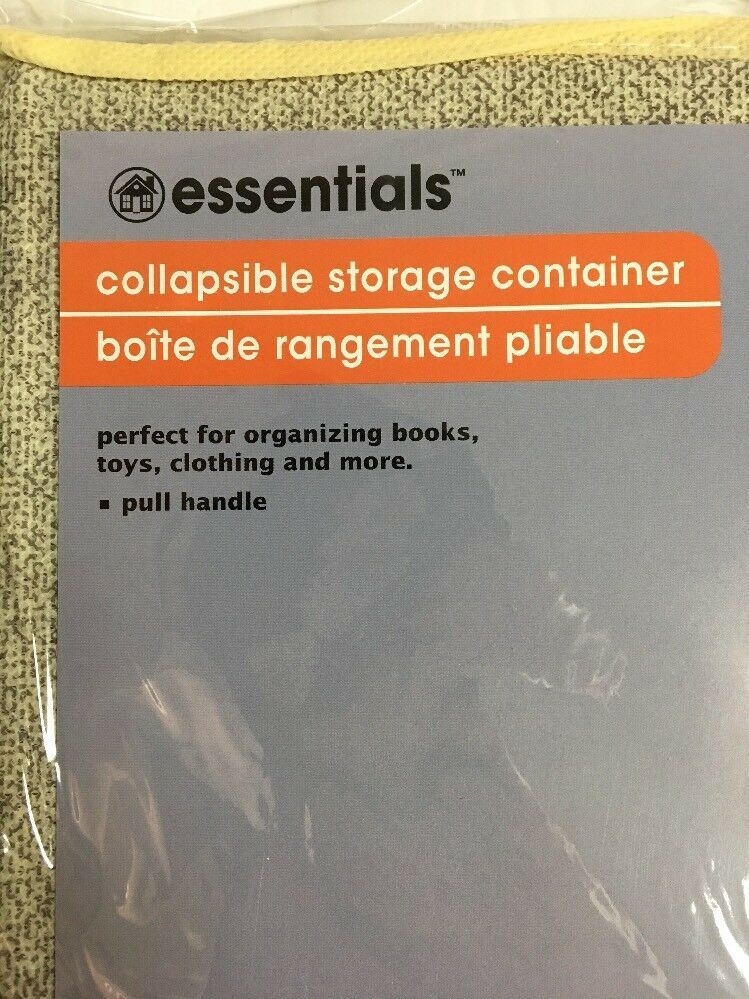 essentials™
collapsible storage container
boîte de rangement pliable
perfect for organizing books,
toys, clothing and more.
▪ pull handle